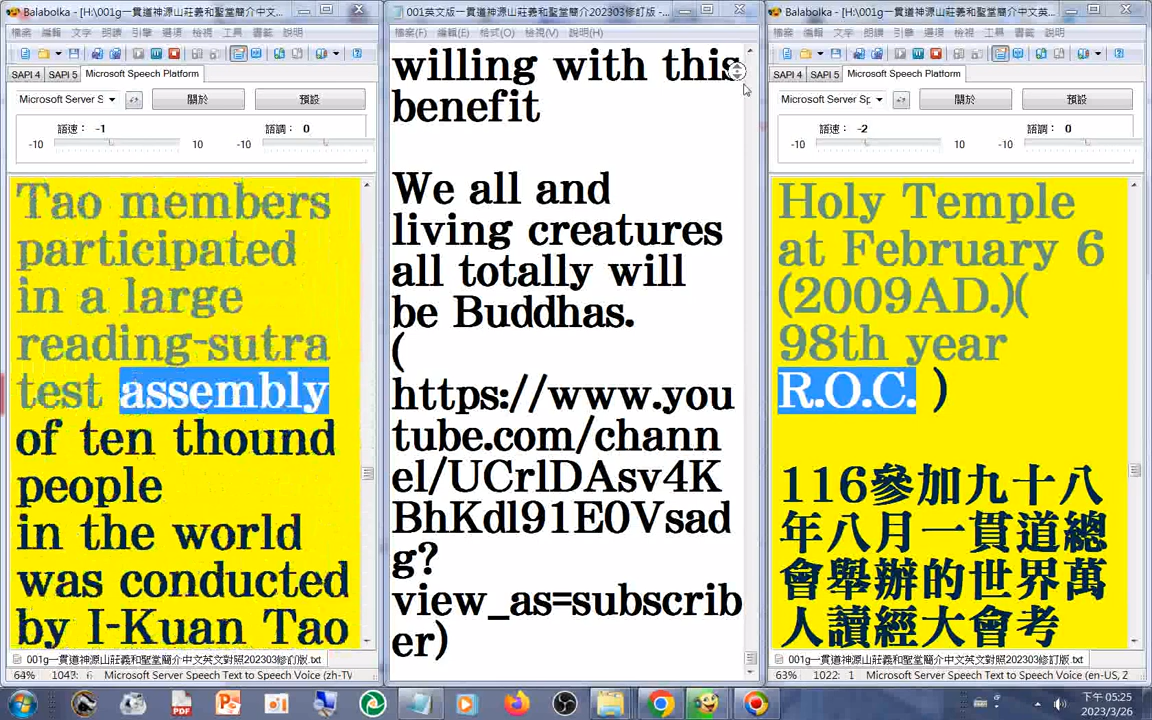 Balabolka - [H:\001g一貫道神源山莊義和聖堂簡介中文...
檔案 編輯 文字 朗讀 引擎 選項 檢視 工具 書籤 說明
SAPI 4 SAPI 5 Microsoft Speech Platform
Microsoft Server S
關於
預設
語速： -1
語調： 0
-10
10
-10
Tao members
participated
in a large
reading-sutra
test assembly
of ten thound
people
in the world
was conducted
by I-Kuan Tao
001g一貫道神源山莊義和聖堂簡介中文英文對照202303修訂版.txt
64% 1043: 6 Microsoft Server Speech Text to Speech Voice (zh-TV
001英文版一貫道神源山莊義和聖堂簡介202303修訂版 -
檔案(F) 編輯(E) 格式(O) 檢視(V) 說明(H)
willing with this
benefit
We all and
living creatures
all totally will
be Buddhas.
(
https://www.you
tube.com/chann
el/UCrlDAsv4K
BhKdl91E0Vsad
g?
view_as=subscrib
er)
Balabolka - [H:\001g一貫道神源山莊義和聖堂簡介中文英...
檔案 編輯 文字 朗讀 引擎 選項 檢視 工具 書籤 說明
SAPI 4 SAPI 5 Microsoft Speech Platform
Microsoft Server Sp
關於
預設
語速： -2
語調： 0
-10
10
-10
Holy Temple
at February 6
(2009AD.)(
98th year
R.O.C. )
116參加九十八
年八月一貫道總
會舉辦的世界萬
人讀經大會考
001g一貫道神源山莊義和聖堂簡介中文英文對照202303修訂版.txt
63% 1022: 1 Microsoft Server Speech Text to Speech Voice (en-US, Z
下午 05:25
2023/3/26